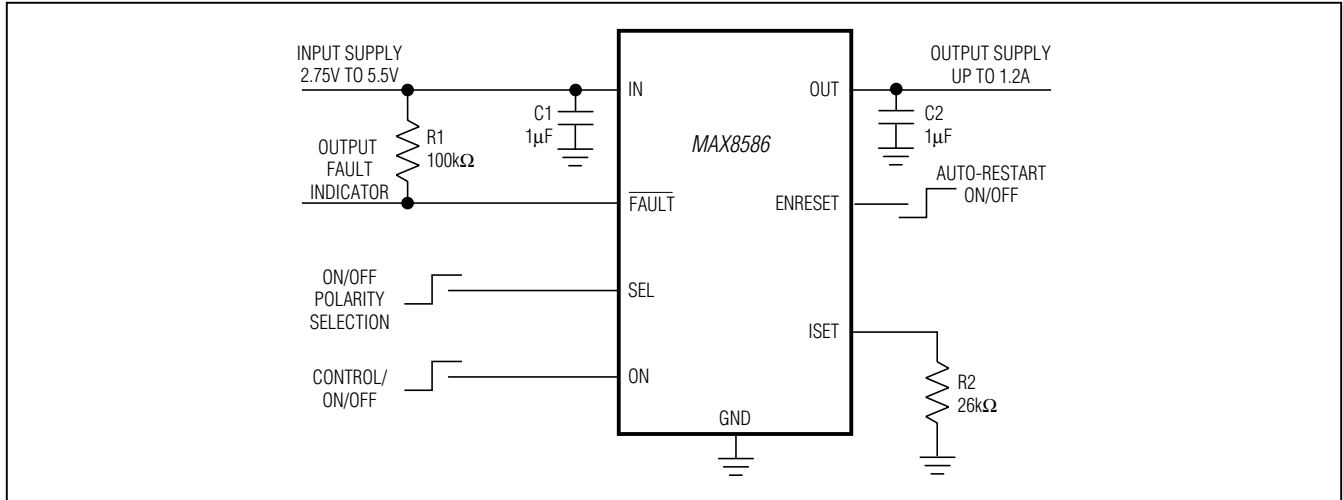 INPUT SUPPLY
2.75V TO 5.5V
OUTPUT
FAULT
INDICATOR
R1
100kΩ
C1
1μF
IN
FAULT
SEL
ON
ON/OFF
POLARITY
SELECTION
CONTROL/
ON/OFF
MAX8586
GND
OUT
ENRESET
ISET
OUTPUT SUPPLY
UP TO 1.2A
C2
1μF
AUTO-RESTART
ON/OFF
R2
26kΩ